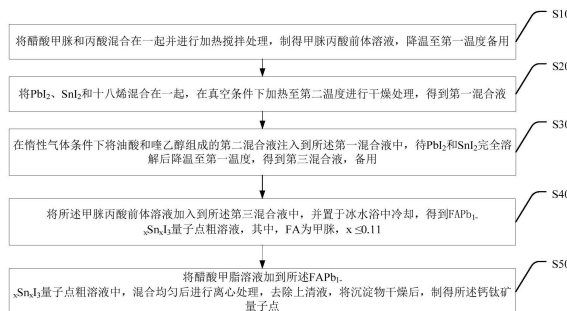 S10
将醋酸甲脒和丙酸混合在一起并进行加热搅拌处理，制得甲脒丙酸前体溶液，降温至第一温度备用
S20
将PbI2、SnI2和十八烯混合在一起，在真空条件下加热至第二温度进行干燥处理，得到第一混合液
S30
在惰性气体条件下将油酸和喹乙醇组成的第二混合液注入到所述第一混合液中，待PbI2和SnI2完全溶
解后降温至第一温度，得到第三混合液，备用
S40
将所述甲脒丙酸前体溶液加入到所述第三混合液中，并置于冰水浴中冷却，得到FAPb1-
xSnxI3量子点粗溶液，其中，FA为甲脒，x ≤0.11
S50
将醋酸甲脂溶液加到所述FAPb1-
xSnxI3量子点粗溶液中，混合均匀后进行离心处理，去除上清液，将沉淀物干燥后，制得所述钙钛矿
量子点